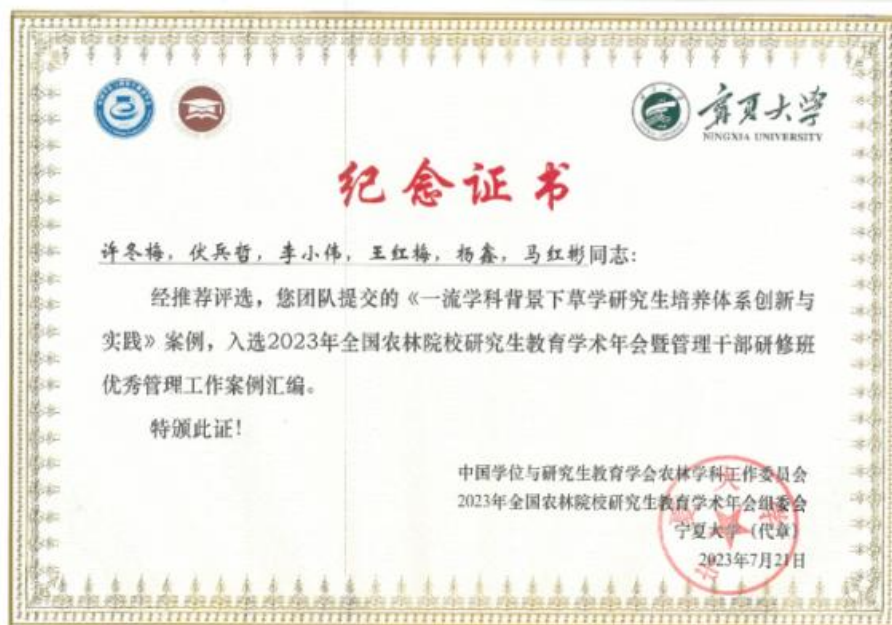 宁夏大学
NINGXIA UNIVERSITY
纪念证书
许冬梅，伏兵哲，李小伟，王红梅，杨鑫，马红彬同志：
经推荐评选，您团队提交的《一流学科背景下草学研究生培养体系创新与
实践》案例，入选2023年全国农林院校研究生教育学术年会暨管理干部研修班
优秀管理工作案例汇编。
特颁此证！
中国学位与研究生教育学会农林学科工作委员会
2023年全国农林院校研究生教育学术年会组委会
宁夏大学（代章）
2023年7月21日